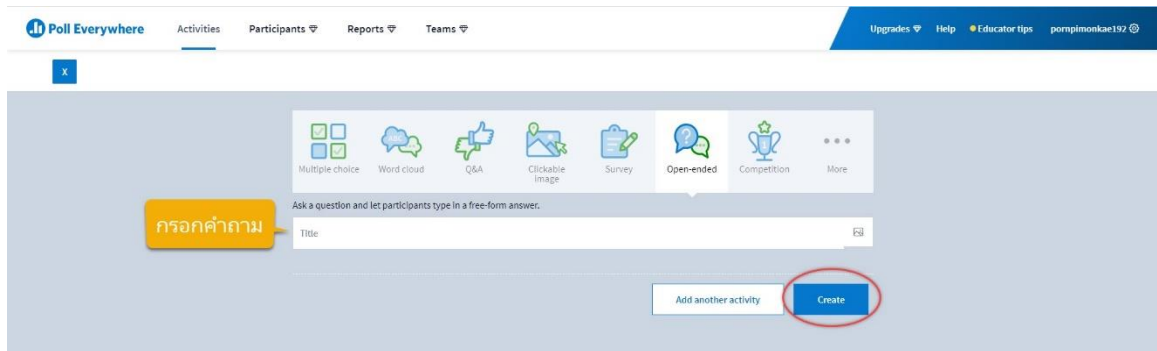 Poll Everywhere Activities Participants Reports Teams Upgrades Help Educator tips pornpimonkae192
X
Multiple choice Word cloud Q&A Clickable image Survey Open-ended Competition More
Ask a question and let participants type in a free-form answer.
กรอกคำถาม
Title
Add another activity Create